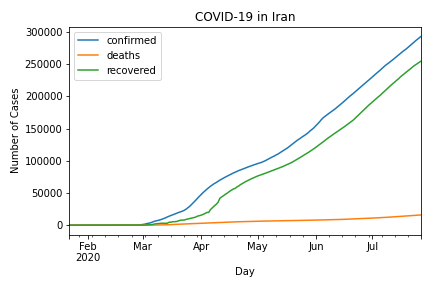 COVID-19 in Iran
confirmed
deaths
recovered
300000
250000
200000
150000
100000
50000
0
Number of Cases
Feb Mar Apr May Jun Jul
2020
Day